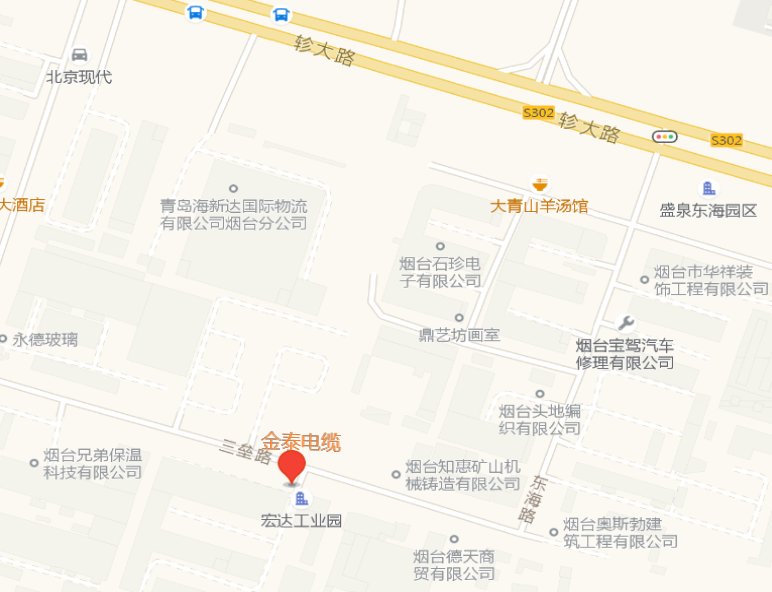 轸大路
北京现代
S302
轸大路
S302
大酒店
青岛海新达国际物流
有限公司烟台分公司
大青山羊汤馆
盛泉东海园区
烟台石珍电
子有限公司
烟台市华祥装
饰工程有限公司
永德玻璃
鼎艺坊画室
烟台宝驾汽车
修理有限公司
烟台头地编
织有限公司
三垒路
金泰电缆
烟台兄弟保温
科技有限公司
烟台知惠矿山机
械铸造有限公司
东海路
宏达工业园
烟台奥斯勃建
筑工程有限公司
烟台德天商
贸有限公司